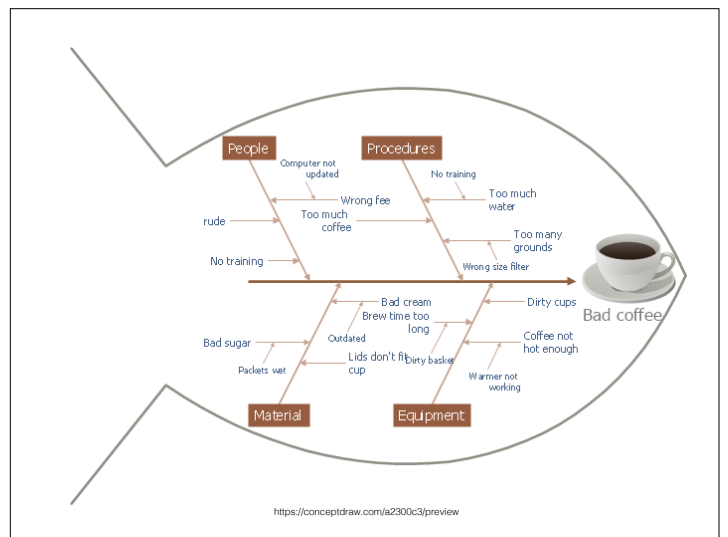 People
Procedures
Computer not
updated
No training
Wrong fee
Too much
water
rude
Too much
coffee
Too many
grounds
No training
Wrong size filter
Bad coffee
Bad cream
Dirty cups
Brew time too
long
Outdated
Bad sugar
Coffee not
hot enough
Packets wet
Lids don't fit
cup
Dirty basket
Warmer not
working
Material
Equipment
https://conceptdraw.com/a2300c3/preview